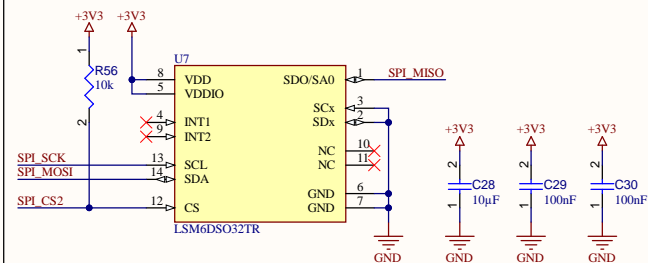 +3V3 +3V3
1
R56
10k
2
U7
8 VDD SDO/SA0 1 SPI_MISO
5 VDDIO
SCx 3
4 INT1 SDx 2
9 INT2
NC 10
NC 11
SPI_SCK 13 SCL
SPI_MOSI 14 SDA
GND 6
SPI_CS2 12 CS GND 7
LSM6DSO32TR
GND
+3V3 +3V3 +3V3
2 2 2
C28 C29 C30
10µF 100nF 100nF
1 1 1
GND GND GND